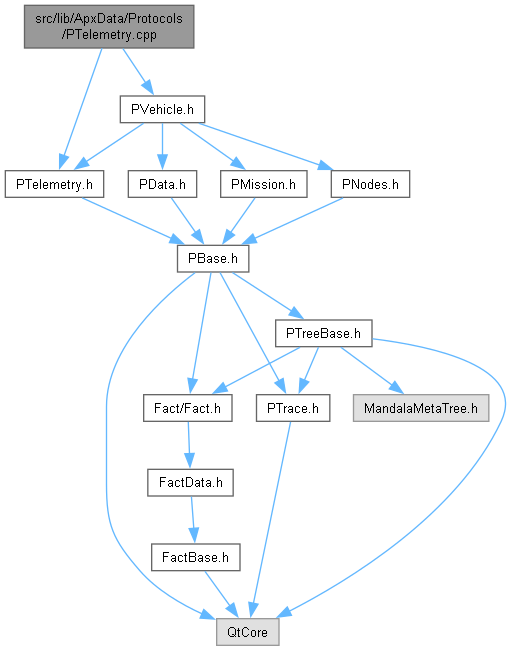 src/lib/ApxData/Protocols
/PTelemetry.cpp
PVehicle.h
PTelemetry.h
PData.h
PMission.h
PNodes.h
PBase.h
PTreeBase.h
Fact/Fact.h
PTrace.h
MandalaMetaTree.h
FactData.h
FactBase.h
QtCore